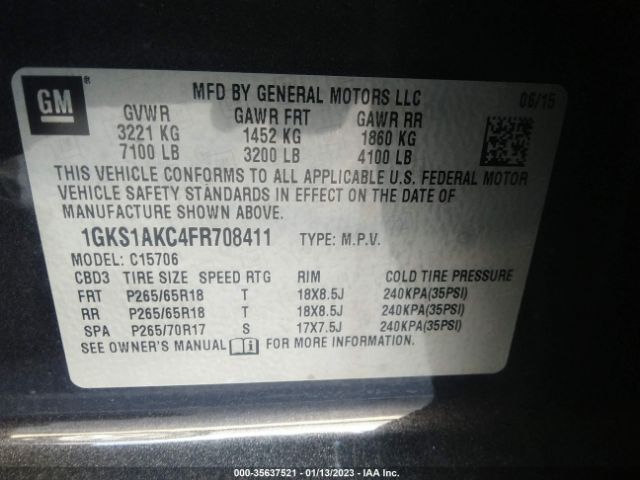 GM ®
MFD BY GENERAL MOTORS LLC 06/15
GVWR GAWR FRT GAWR RR
3221 KG 1452 KG 1860 KG
7100 LB 3200 LB 4100 LB
THIS VEHICLE CONFORMS TO ALL APPLICABLE U.S. FEDERAL MOTOR
VEHICLE SAFETY STANDARDS IN EFFECT ON THE DATE OF
MANUFACTURE SHOWN ABOVE.
1GKS1AKC4FR708411 TYPE: M.P.V.
MODEL: C15706
CBD3 TIRE SIZE SPEED RTG RIM COLD TIRE PRESSURE
FRT P265/65R18 T 18X8.5J 240KPA(35PSI)
RR P265/65R18 T 18X8.5J 240KPA(35PSI)
SPA P265/70R17 S 17X7.5J 240KPA(35PSI)
SEE OWNER'S MANUAL i FOR MORE INFORMATION.
000-35637521 - 01/13/2023 - IAA Inc.